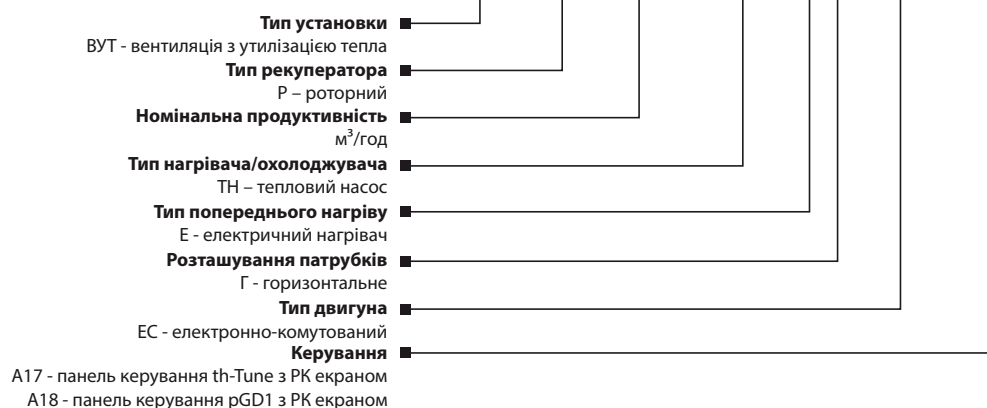 Тип установки
ВУТ - вентиляція з утилізацією тепла
Тип рекуператора
Р – роторний
Номінальна продуктивність
м³/год
Тип нагрівача/охолоджувача
ТН – тепловий насос
Тип попереднього нагріву
Е - електричний нагрівач
Розташування патрубків
Г - горизонтальне
Тип двигуна
ЕС - електронно-комутований
Керування
А17 - панель керування th-Tune з РК екраном
А18 - панель керування pGD1 з РК екраном